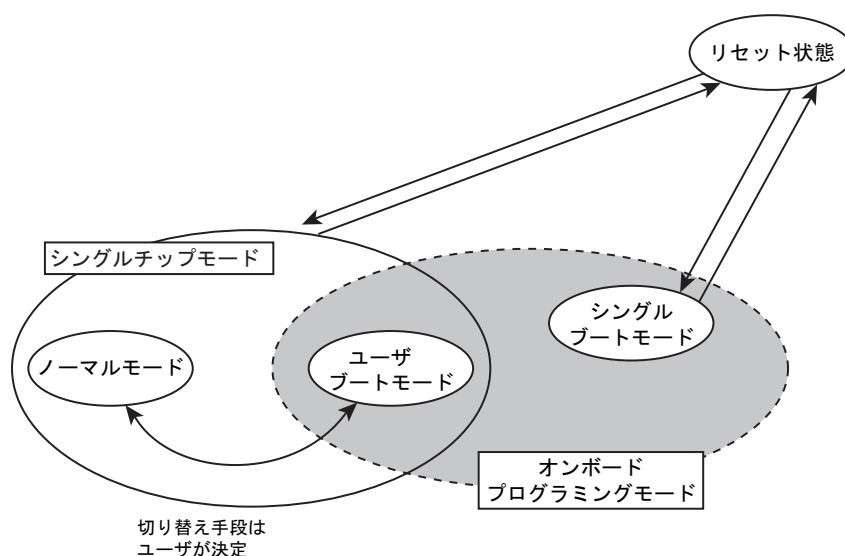 リセット状態
シングルチップモード
シングル
ブートモード
ノーマルモード
ユーザ
ブートモード
オンボード
プログラミングモード
切り替え手段は
ユーザが決定